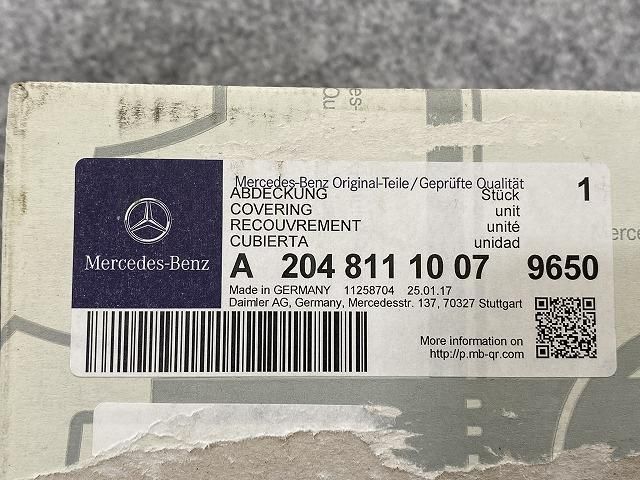 Mercedes-Benz Original-Teile/Geprüfte Qualität
ABDECKUNG Stück 1
COVERING unit
RECOUVREMENT unité
CUBIERTA unidad
Mercedes-Benz
A 204 811 10 07 9650
Made in GERMANY 11258704 25.01.17
Daimler AG, Germany, Mercedesstr. 137, 70327 Stuttgart
More information on
http://p.mb-qr.com